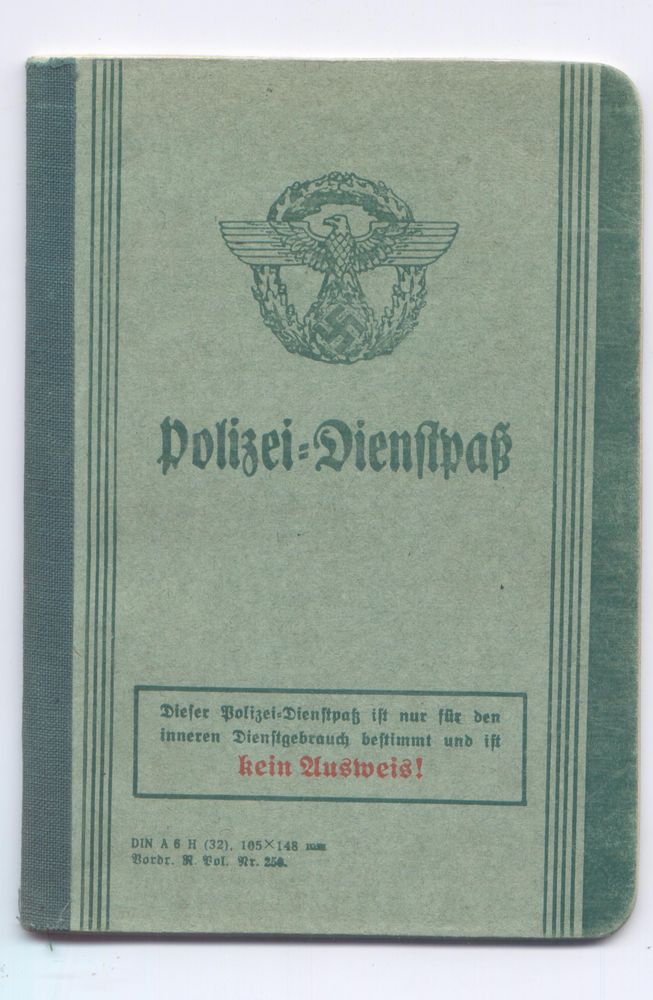 Polizei=Dienstpaß
Dieser Polizei=Dienstpaß ist nur für den
inneren Dienstgebrauch bestimmt und ist
kein Ausweis!
DIN A 6 H (32). 105×148 mm
Vordr. R. Pol. Nr. 250.